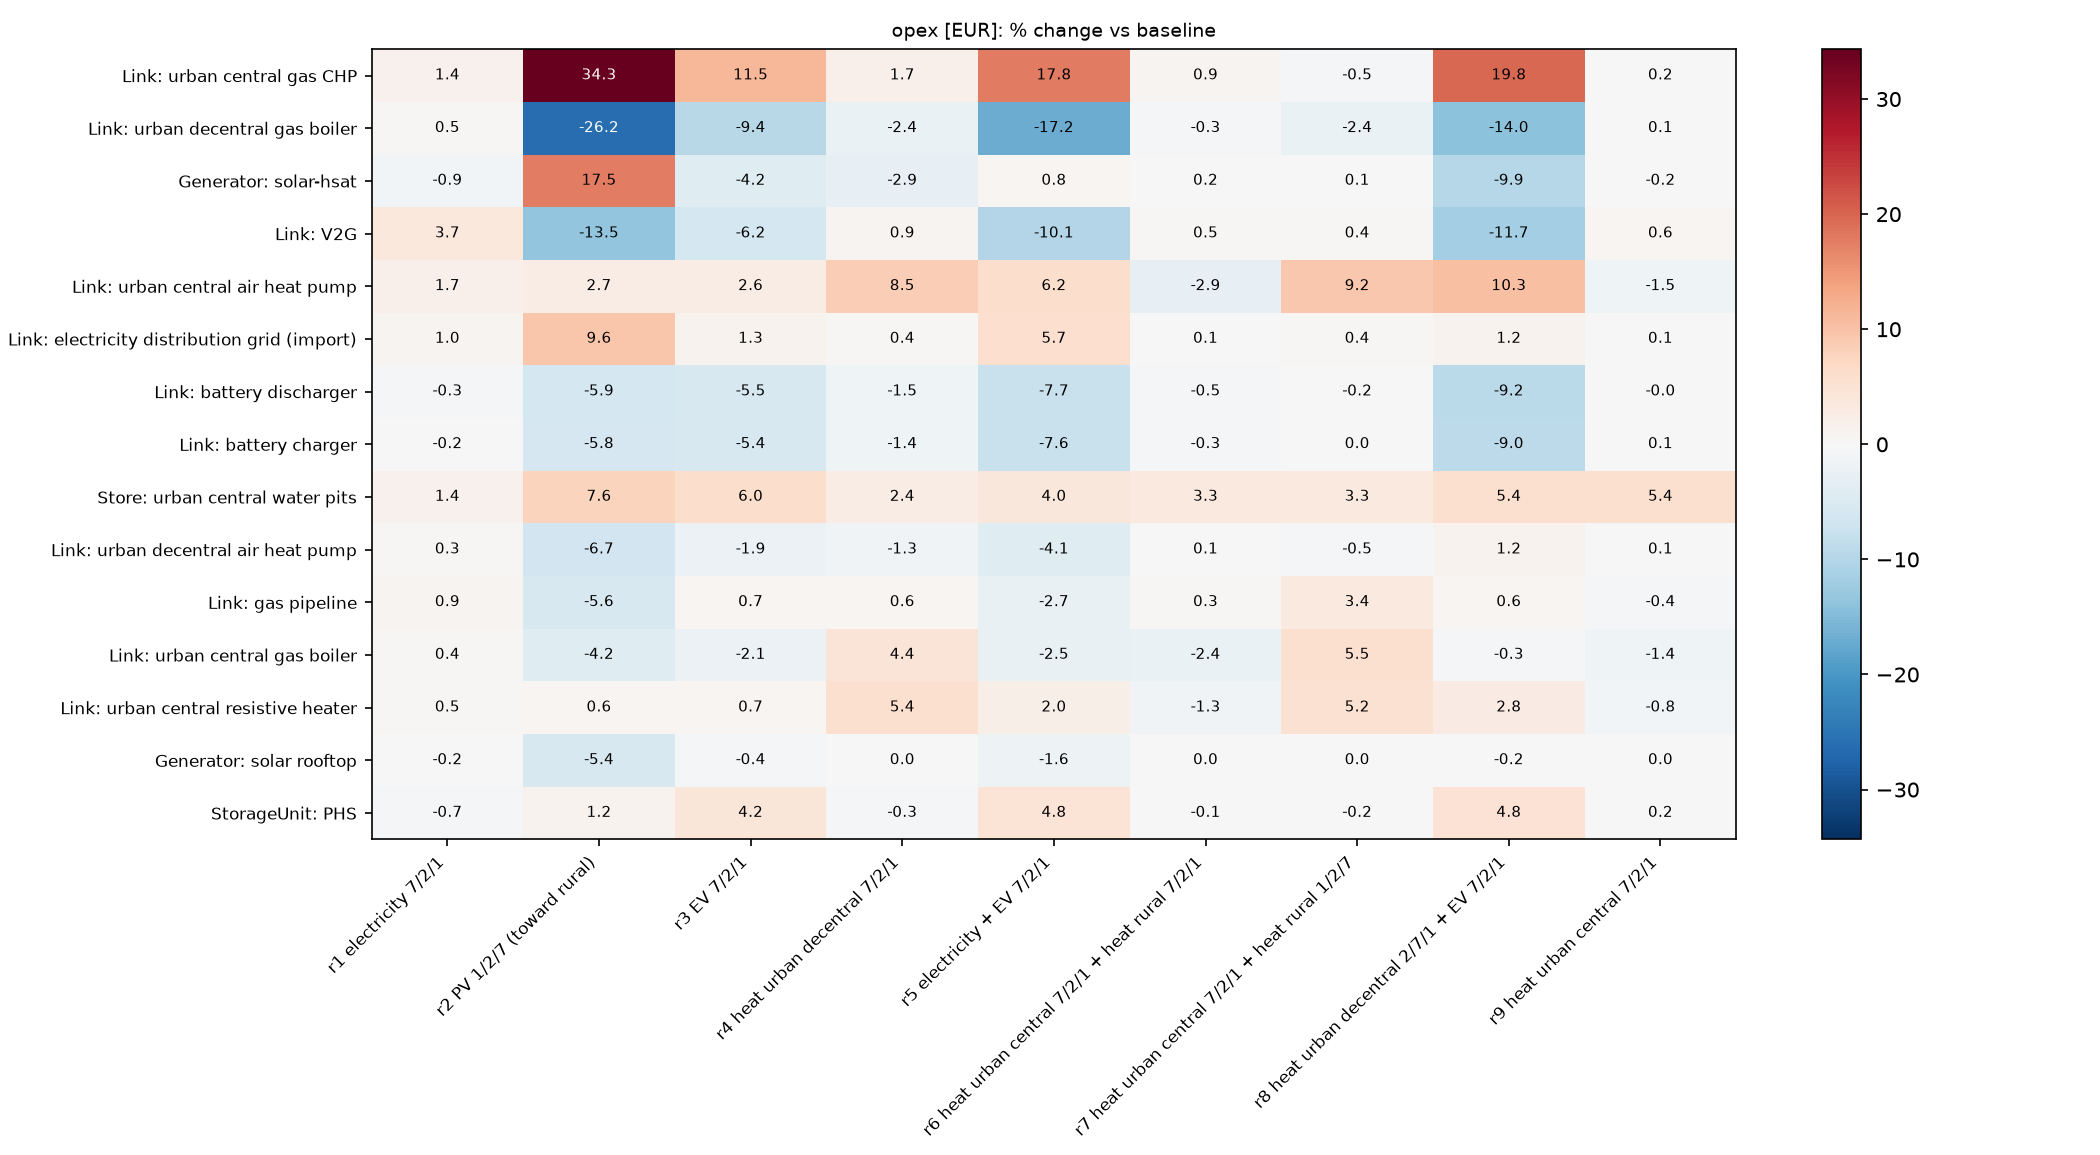 opex [EUR]: % change vs baseline
Link: urban central gas CHP 1.4 34.3 11.5 1.7 17.8 0.9 -0.5 19.8 0.2
Link: urban decentral gas boiler 0.5 -26.2 -9.4 -2.4 -17.2 -0.3 -2.4 -14.0 0.1
Generator: solar-hsat -0.9 17.5 -4.2 -2.9 0.8 0.2 0.1 -9.9 -0.2
Link: V2G 3.7 -13.5 -6.2 0.9 -10.1 0.5 0.4 -11.7 0.6
Link: urban central air heat pump 1.7 2.7 2.6 8.5 6.2 -2.9 9.2 10.3 -1.5
Link: electricity distribution grid (import) 1.0 9.6 1.3 0.4 5.7 0.1 0.4 1.2 0.1
Link: battery discharger -0.3 -5.9 -5.5 -1.5 -7.7 -0.5 -0.2 -9.2 -0.0
Link: battery charger -0.2 -5.8 -5.4 -1.4 -7.6 -0.3 0.0 -9.0 0.1
Store: urban central water pits 1.4 7.6 6.0 2.4 4.0 3.3 3.3 5.4 5.4
Link: urban decentral air heat pump 0.3 -6.7 -1.9 -1.3 -4.1 0.1 -0.5 1.2 0.1
Link: gas pipeline 0.9 -5.6 0.7 0.6 -2.7 0.3 3.4 0.6 -0.4
Link: urban central gas boiler 0.4 -4.2 -2.1 4.4 -2.5 -2.4 5.5 -0.3 -1.4
Link: urban central resistive heater 0.5 0.6 0.7 5.4 2.0 -1.3 5.2 2.8 -0.8
Generator: solar rooftop -0.2 -5.4 -0.4 0.0 -1.6 0.0 0.0 -0.2 0.0
StorageUnit: PHS -0.7 1.2 4.2 -0.3 4.8 -0.1 -0.2 4.8 0.2
r1 electricity 7/2/1
r2 PV 1/2/7 (toward rural)
r3 EV 7/2/1
r4 heat urban decentral 7/2/1
r5 electricity + EV 7/2/1
r6 heat urban central 7/2/1 + heat rural 7/2/1
r7 heat urban central 7/2/1 + heat rural 1/2/7
r8 heat urban decentral 2/7/1 + EV 7/2/1
r9 heat urban central 7/2/1
30
20
10
0
−10
−20
−30